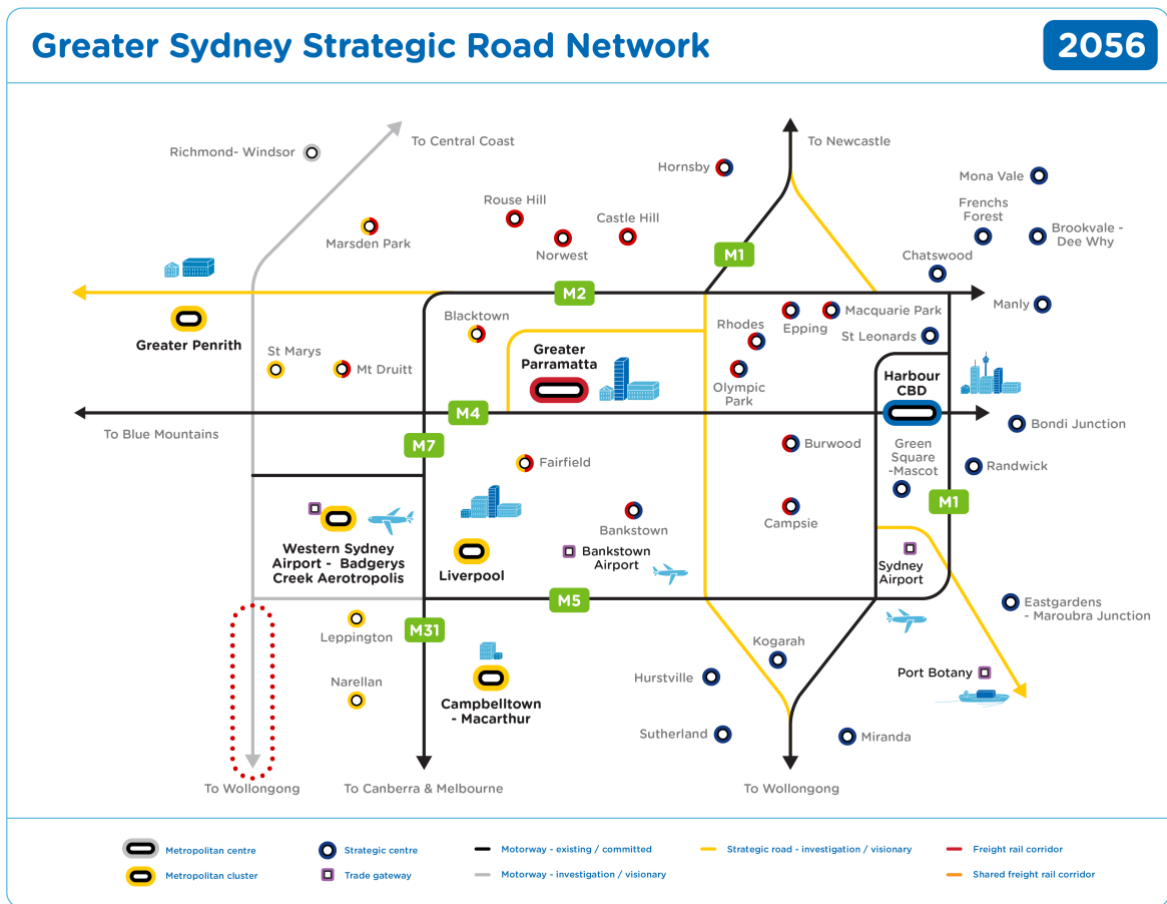 Greater Sydney Strategic Road Network
2056
To Central Coast
To Newcastle
Richmond- Windsor
Hornsby
Mona Vale
Rouse Hill
Castle Hill
Frenchs
Forest
Marsden Park
Norwest
Brookvale -
Dee Why
M1
Chatswood
M2
Manly
Greater Penrith
Blacktown
Rhodes
Epping
Macquarie Park
St Leonards
St Marys
Mt Druitt
Greater
Parramatta
Olympic
Park
Harbour
CBD
M4
To Blue Mountains
Bondi Junction
M7
Fairfield
Burwood
Green
Square
-Mascot
Randwick
M1
Bankstown
Campsie
Western Sydney
Airport - Badgerys
Creek Aerotropolis
Liverpool
Bankstown
Airport
Sydney
Airport
M5
Eastgardens
- Maroubra Junction
Leppington
M31
Kogarah
Narellan
Campbelltown
- Macarthur
Hurstville
Port Botany
Sutherland
Miranda
To Wollongong
To Canberra & Melbourne
To Wollongong
Metropolitan centre
Strategic centre
Motorway - existing / committed
Strategic road - investigation / visionary
Freight rail corridor
Metropolitan cluster
Trade gateway
Motorway - investigation / visionary
Shared freight rail corridor